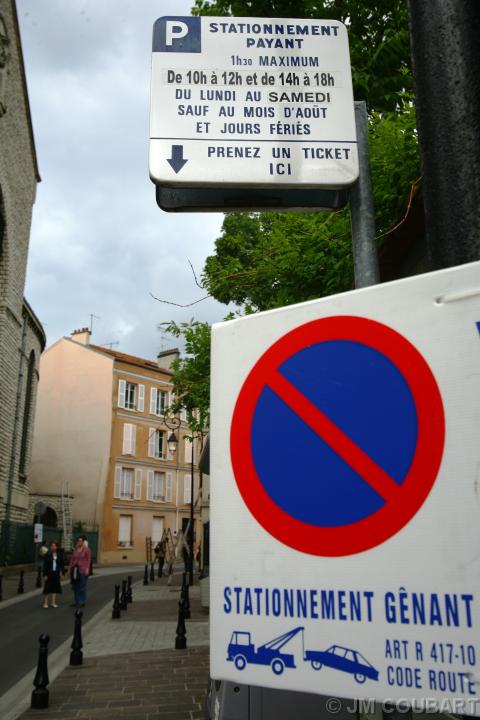 P STATIONNEMENT
PAYANT
1h30 MAXIMUM
De 10h à 12h et de 14h à 18h
DU LUNDI AU SAMEDI
SAUF AU MOIS D'AOÛT
ET JOURS FÉRIÉS
PRENEZ UN TICKET
ICI
STATIONNEMENT GÊNANT
ART R 417-10
CODE ROUTE
© JM COUBART